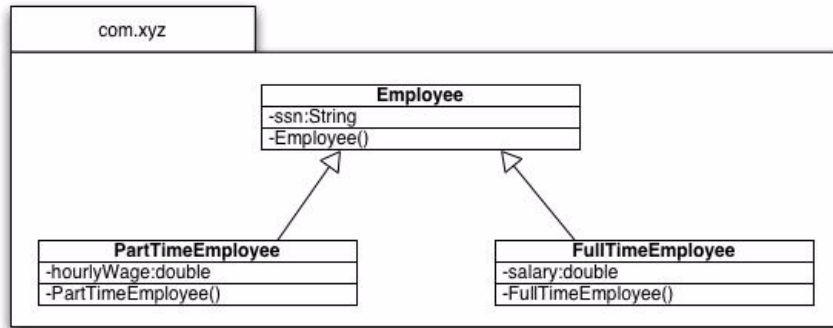 com.xyz
Employee
-ssn:String
-Employee()
PartTimeEmployee
-hourlyWage:double
-PartTimeEmployee()
FullTimeEmployee
-salary:double
-FullTimeEmployee()